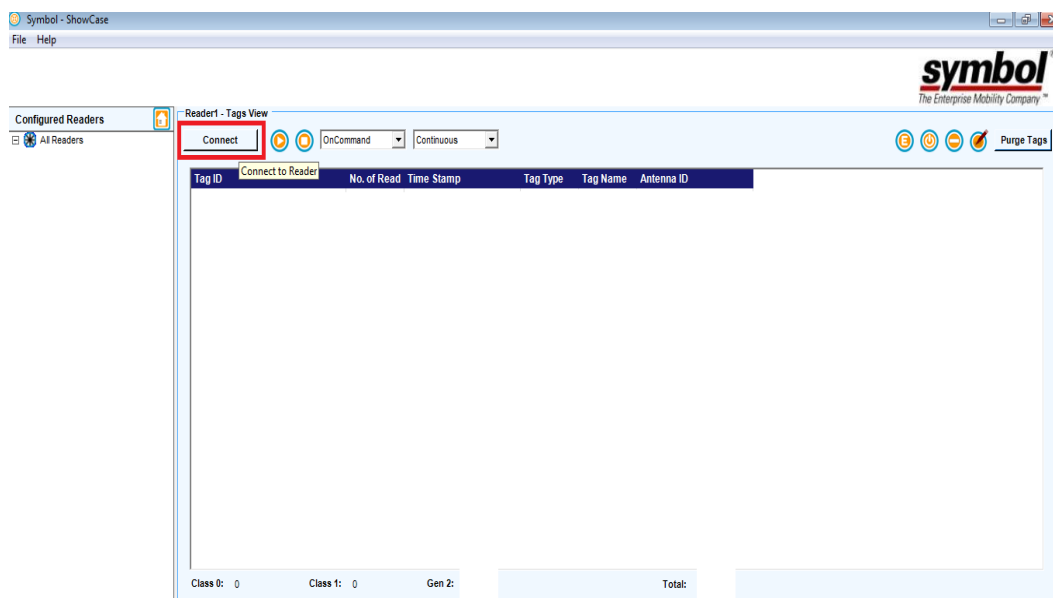 Symbol - ShowCase
File Help
symbol®
The Enterprise Mobility Company ™
Configured Readers
Reader1 - Tags View
All Readers
Connect
OnCommand
Continuous
E
Purge Tags
Connect to Reader
Tag ID No. of Read Time Stamp Tag Type Tag Name Antenna ID
Class 0: 0 Class 1: 0 Gen 2: Total: